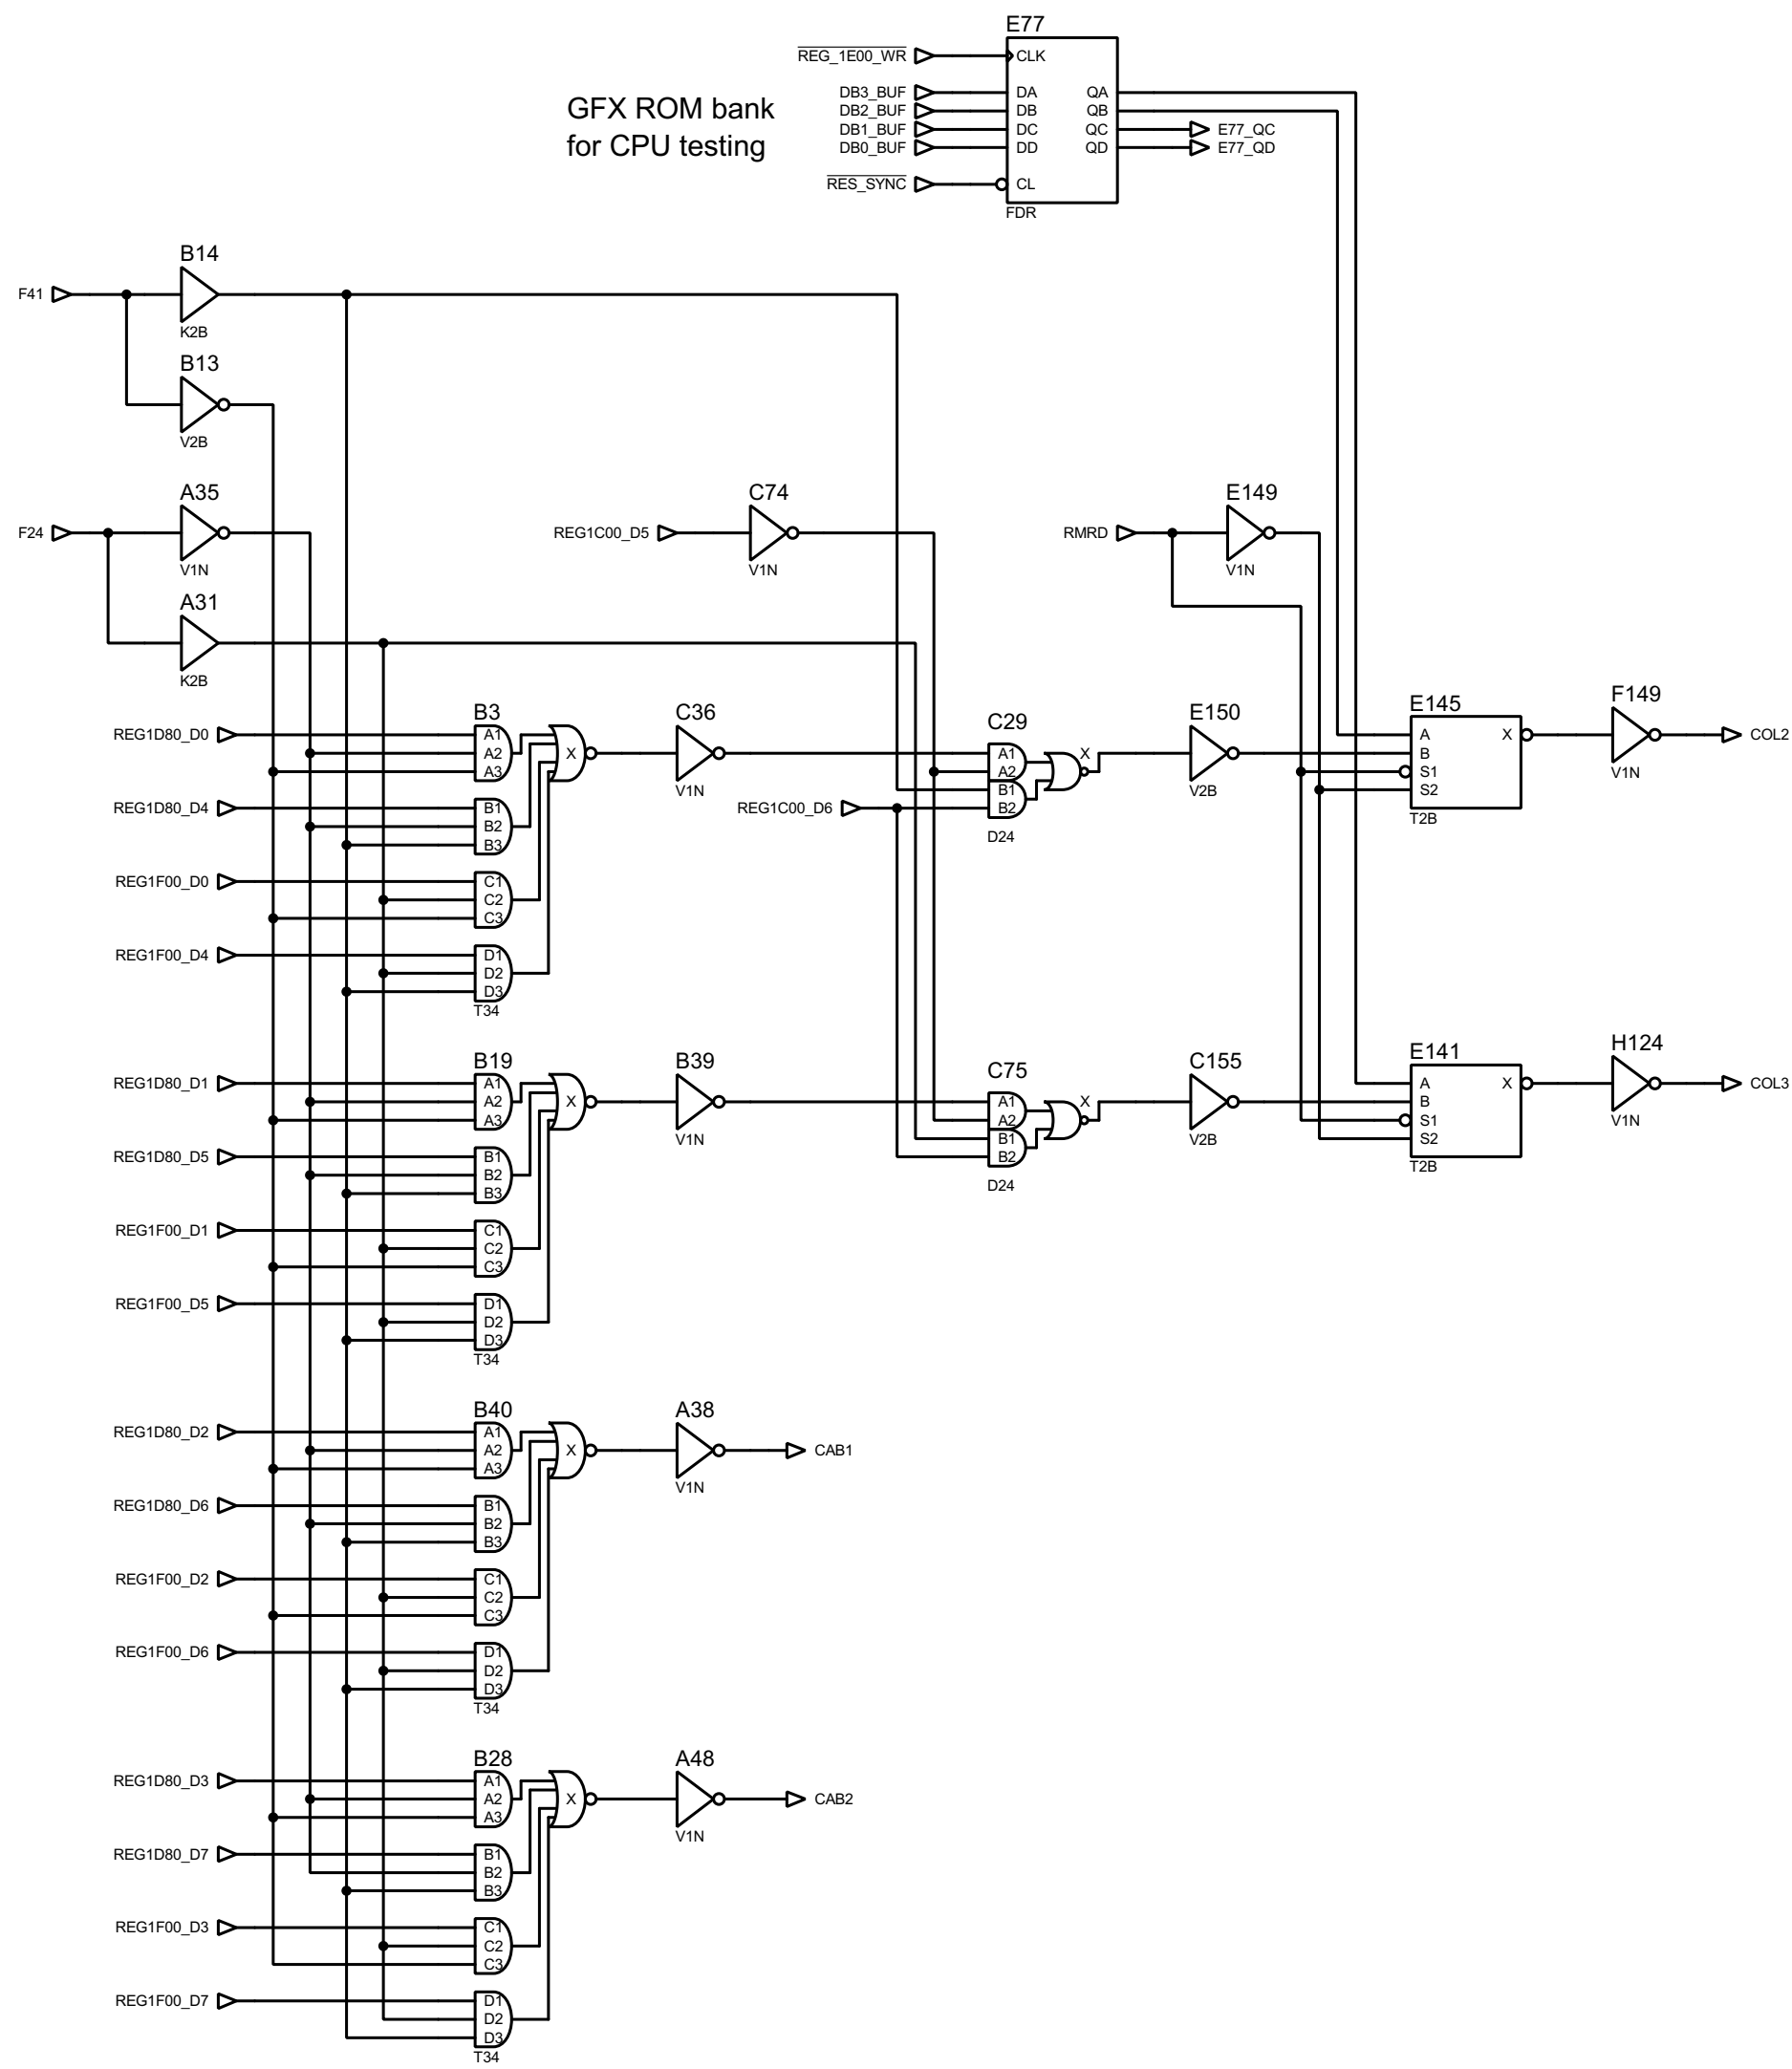 E77
REG_1E00_WR
CLK
DB3_BUF
DA
QA
DB2_BUF
DB
QB
DB1_BUF
DC
QC
E77_QC
DB0_BUF
DD
QD
E77_QD
RES_SYNC
CL
FDR
GFX ROM bank
for CPU testing
B14
F41
K2B
B13
V2B
A35
F24
V1N
A31
K2B
C74
REG1C00_D5
V1N
E149
RMRD
V1N
B3
REG1D80_D0
A1
A2
A3
X
REG1D80_D4
B1
B2
B3
REG1F00_D0
C1
C2
C3
REG1F00_D4
D1
D2
D3
T34
C36
V1N
C29
A1
A2
B1
B2
X
REG1C00_D6
D24
E150
V2B
E145
A
B
S1
S2
X
T2B
F149
V1N
COL2
B19
REG1D80_D1
A1
A2
A3
X
REG1D80_D5
B1
B2
B3
REG1F00_D1
C1
C2
C3
REG1F00_D5
D1
D2
D3
T34
B39
V1N
C75
A1
A2
B1
B2
X
D24
C155
V2B
E141
A
B
S1
S2
X
T2B
H124
V1N
COL3
B40
REG1D80_D2
A1
A2
A3
X
REG1D80_D6
B1
B2
B3
REG1F00_D2
C1
C2
C3
REG1F00_D6
D1
D2
D3
T34
A38
V1N
CAB1
B28
REG1D80_D3
A1
A2
A3
X
REG1D80_D7
B1
B2
B3
REG1F00_D3
C1
C2
C3
REG1F00_D7
D1
D2
D3
T34
A48
V1N
CAB2